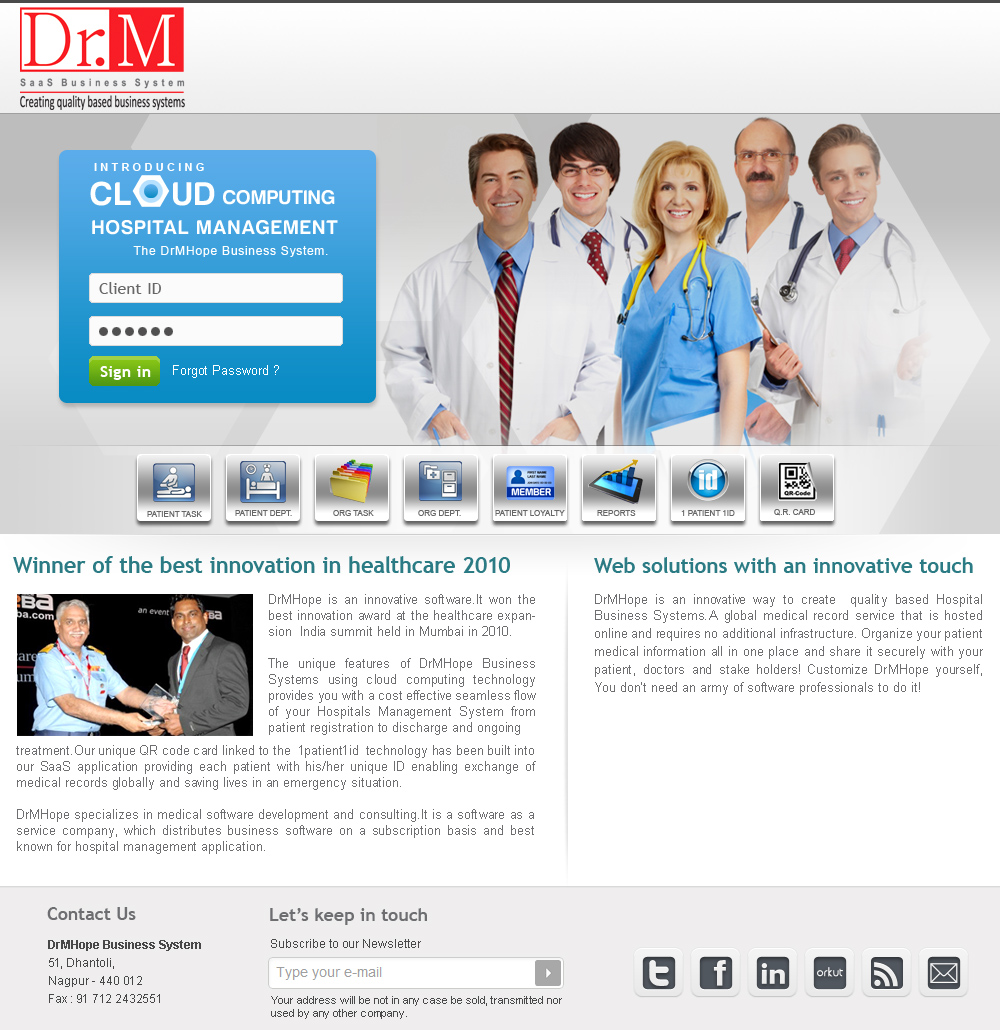 Dr.M
SaaS Business System
Creating quality based business systems
INTRODUCING
CLOUD COMPUTING
HOSPITAL MANAGEMENT
The DrMHope Business System.
Client ID
Sign in Forgot Password ?
FIRST NAME
LAST NAME
id
MEMBER
QR-Code
PATIENT TASK PATIENT DEPT. ORG TASK ORG DEPT. PATIENT LOYALTY REPORTS 1 PATIENT 1ID Q.R. CARD
Winner of the best innovation in healthcare 2010
BA
ba.com
an event
DrMHope is an innovative software.It won the
best innovation award at the healthcare expan-
sion India summit held in Mumbai in 2010.
The unique features of DrMHope Business
Systems using cloud computing technology
provides you with a cost effective seamless flow
of your Hospitals Management System from
patient registration to discharge and ongoing
treatment.Our unique QR code card linked to the 1patient1id technology has been built into
our SaaS application providing each patient with his/her unique ID enabling exchange of
medical records globally and saving lives in an emergency situation.
DrMHope specializes in medical software development and consulting.It is a software as a
service company, which distributes business software on a subscription basis and best
known for hospital management application.
Web solutions with an innovative touch
DrMHope is an innovative way to create quality based Hospital
Business Systems.A global medical record service that is hosted
online and requires no additional infrastructure. Organize your patient
medical information all in one place and share it securely with your
patient, doctors and stake holders! Customize DrMHope yourself,
You don't need an army of software professionals to do it!
Contact Us
DrMHope Business System
51, Dhantoli,
Nagpur - 440 012
Fax : 91 712 2432551
Let's keep in touch
Subscribe to our Newsletter
Type your e-mail
Your address will be not in any case be sold, transmitted nor
used by any other company.
t f in orkut